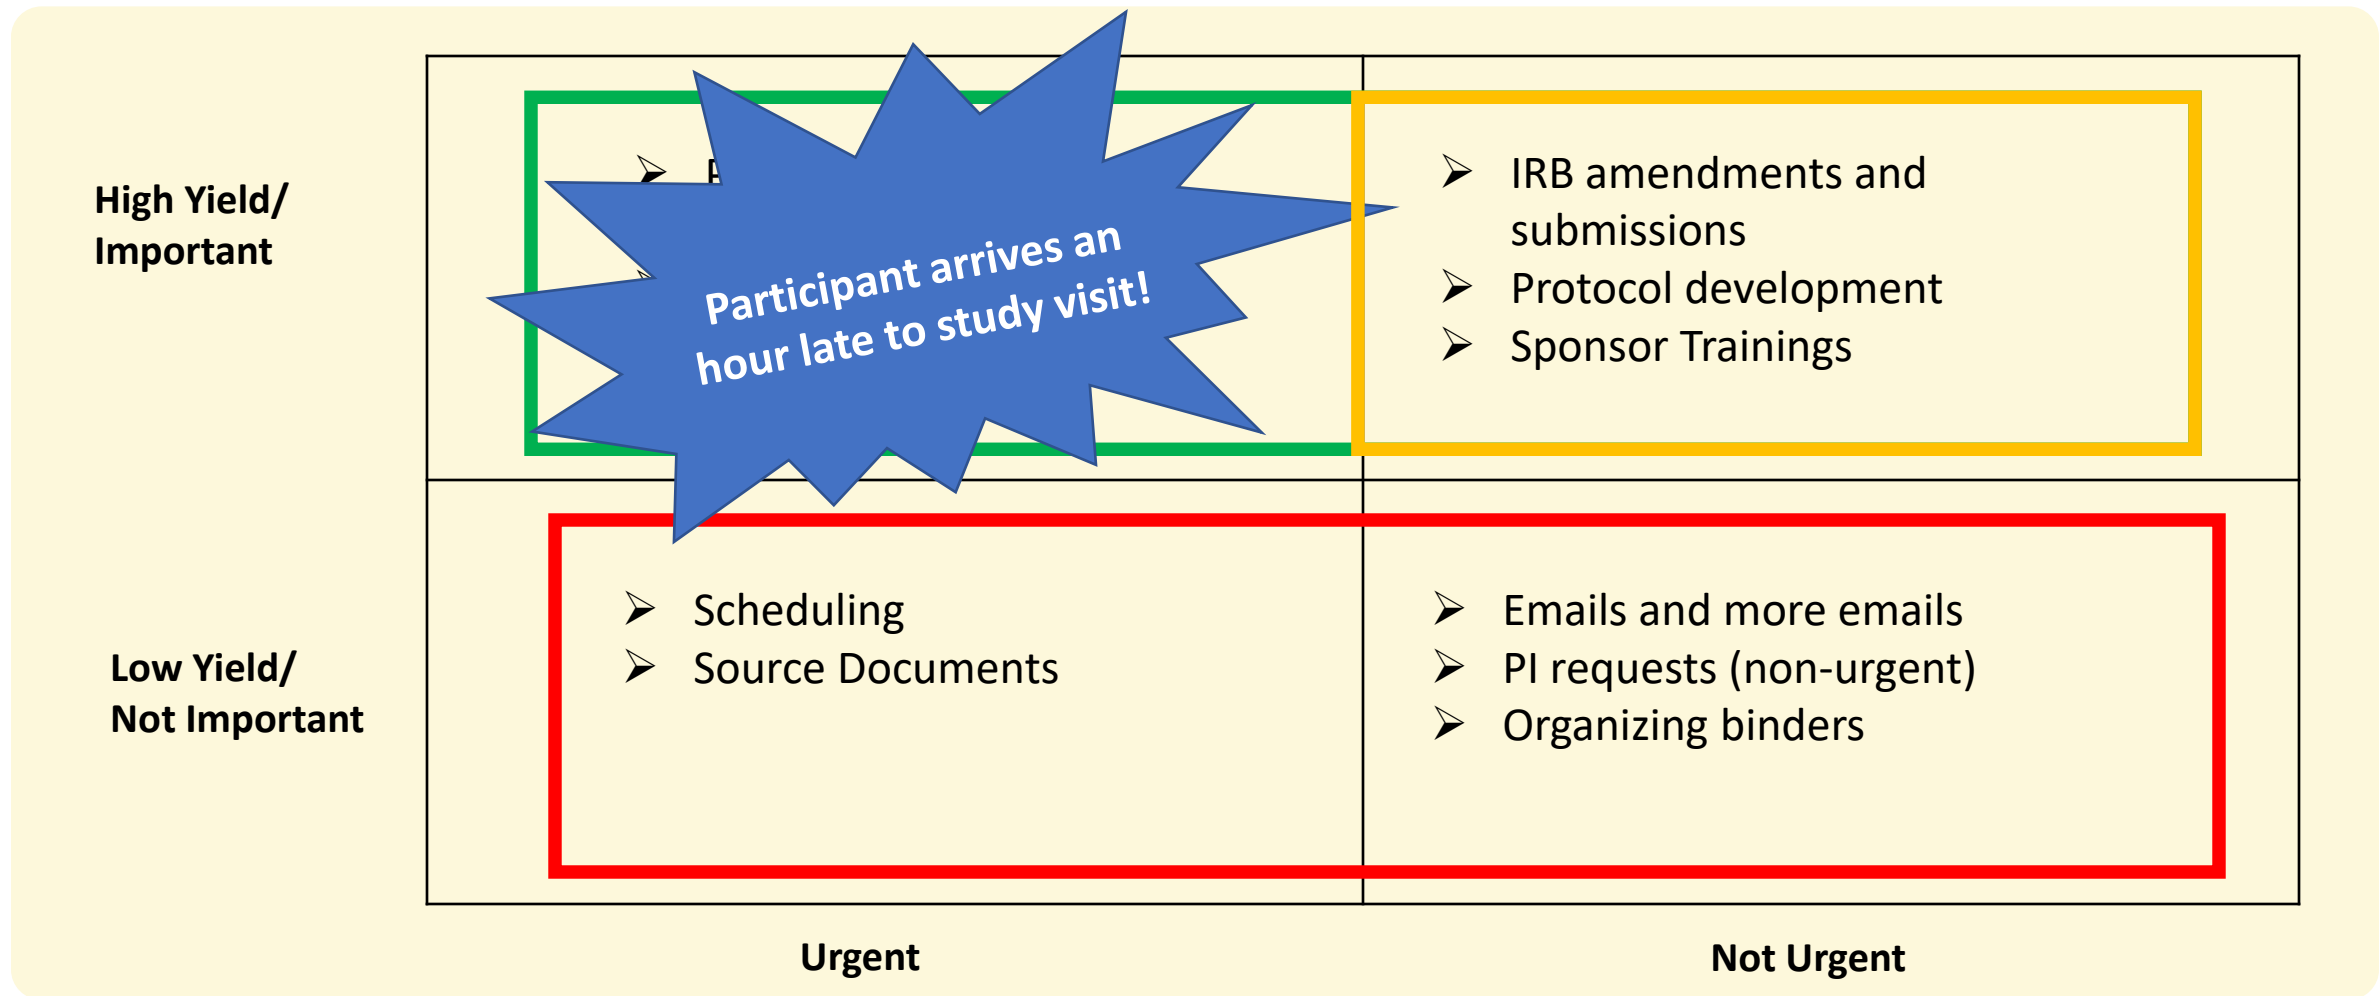 High Yield/
Important
Participant arrives an
hour late to study visit!
➢ IRB amendments and
submissions
➢ Protocol development
➢ Sponsor Trainings
Low Yield/
Not Important
➢ Scheduling
➢ Source Documents
➢ Emails and more emails
➢ PI requests (non-urgent)
➢ Organizing binders
Urgent
Not Urgent